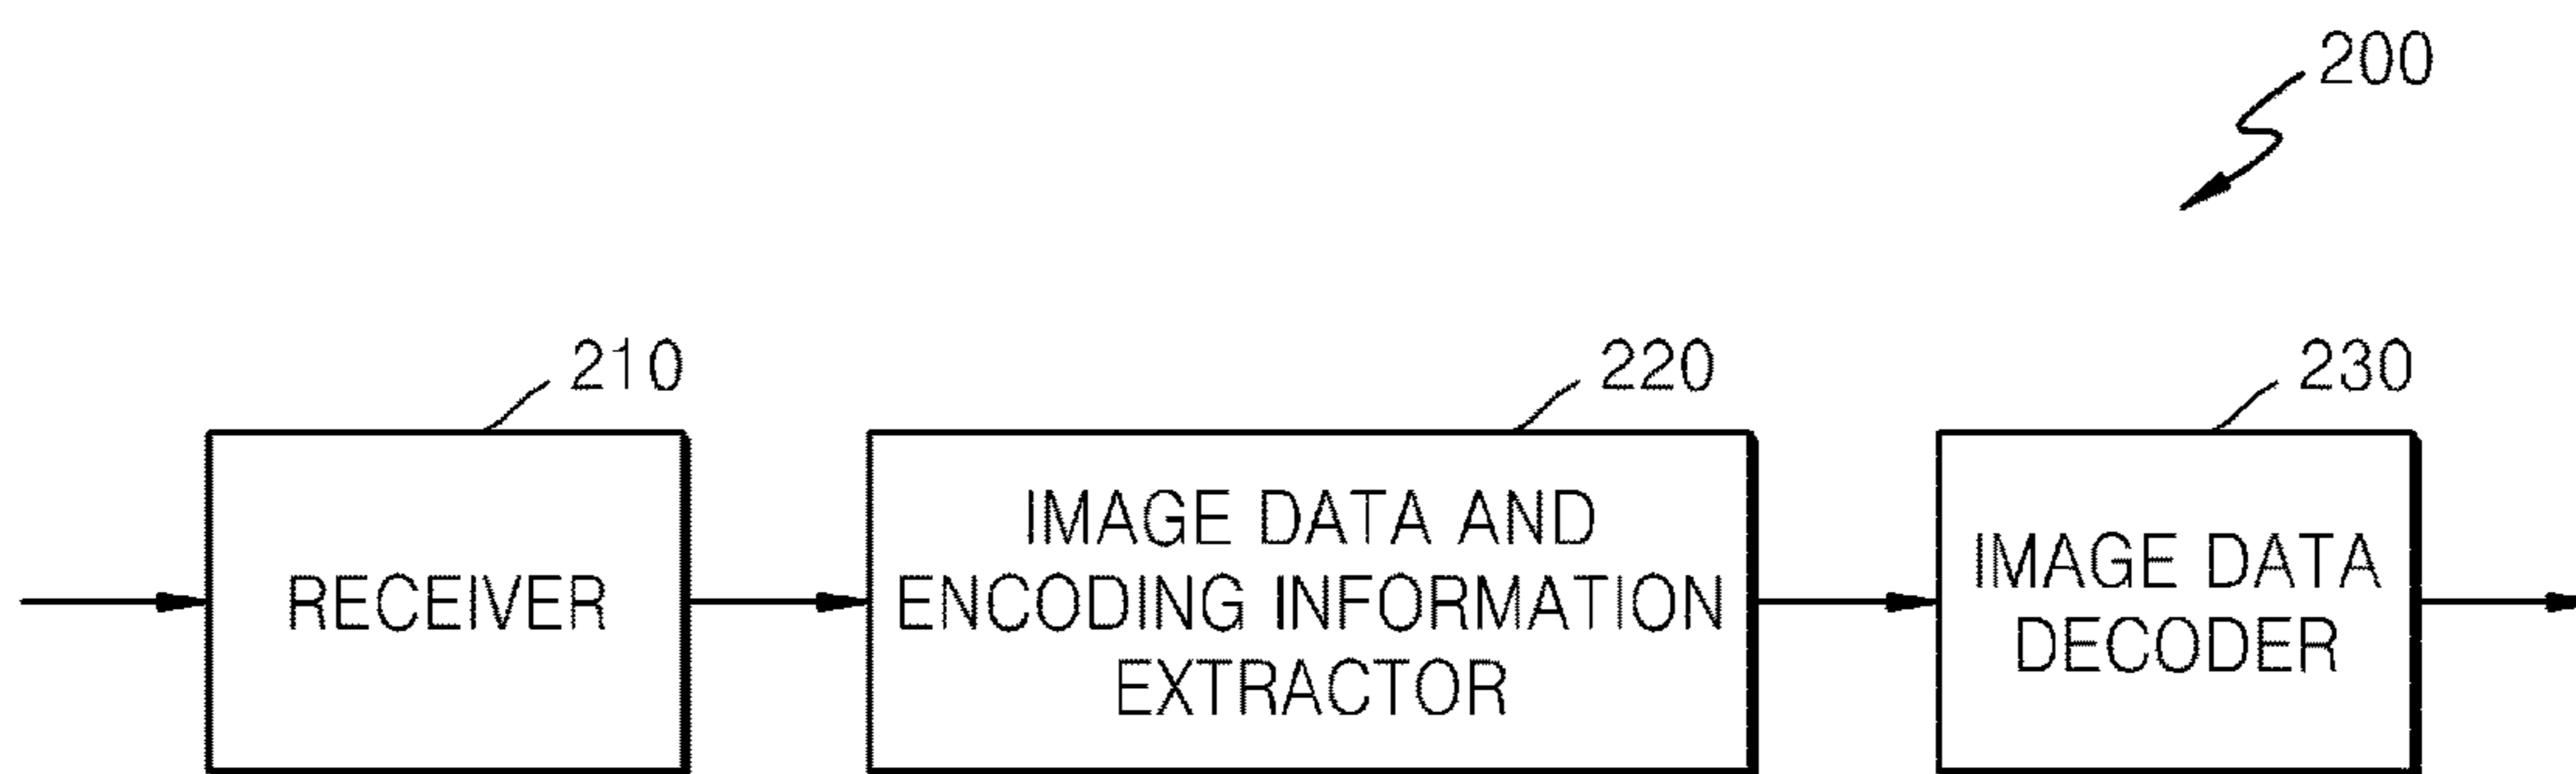 200
210
220
230
RECEIVER
IMAGE DATA AND
ENCODING INFORMATION
EXTRACTOR
IMAGE DATA
DECODER